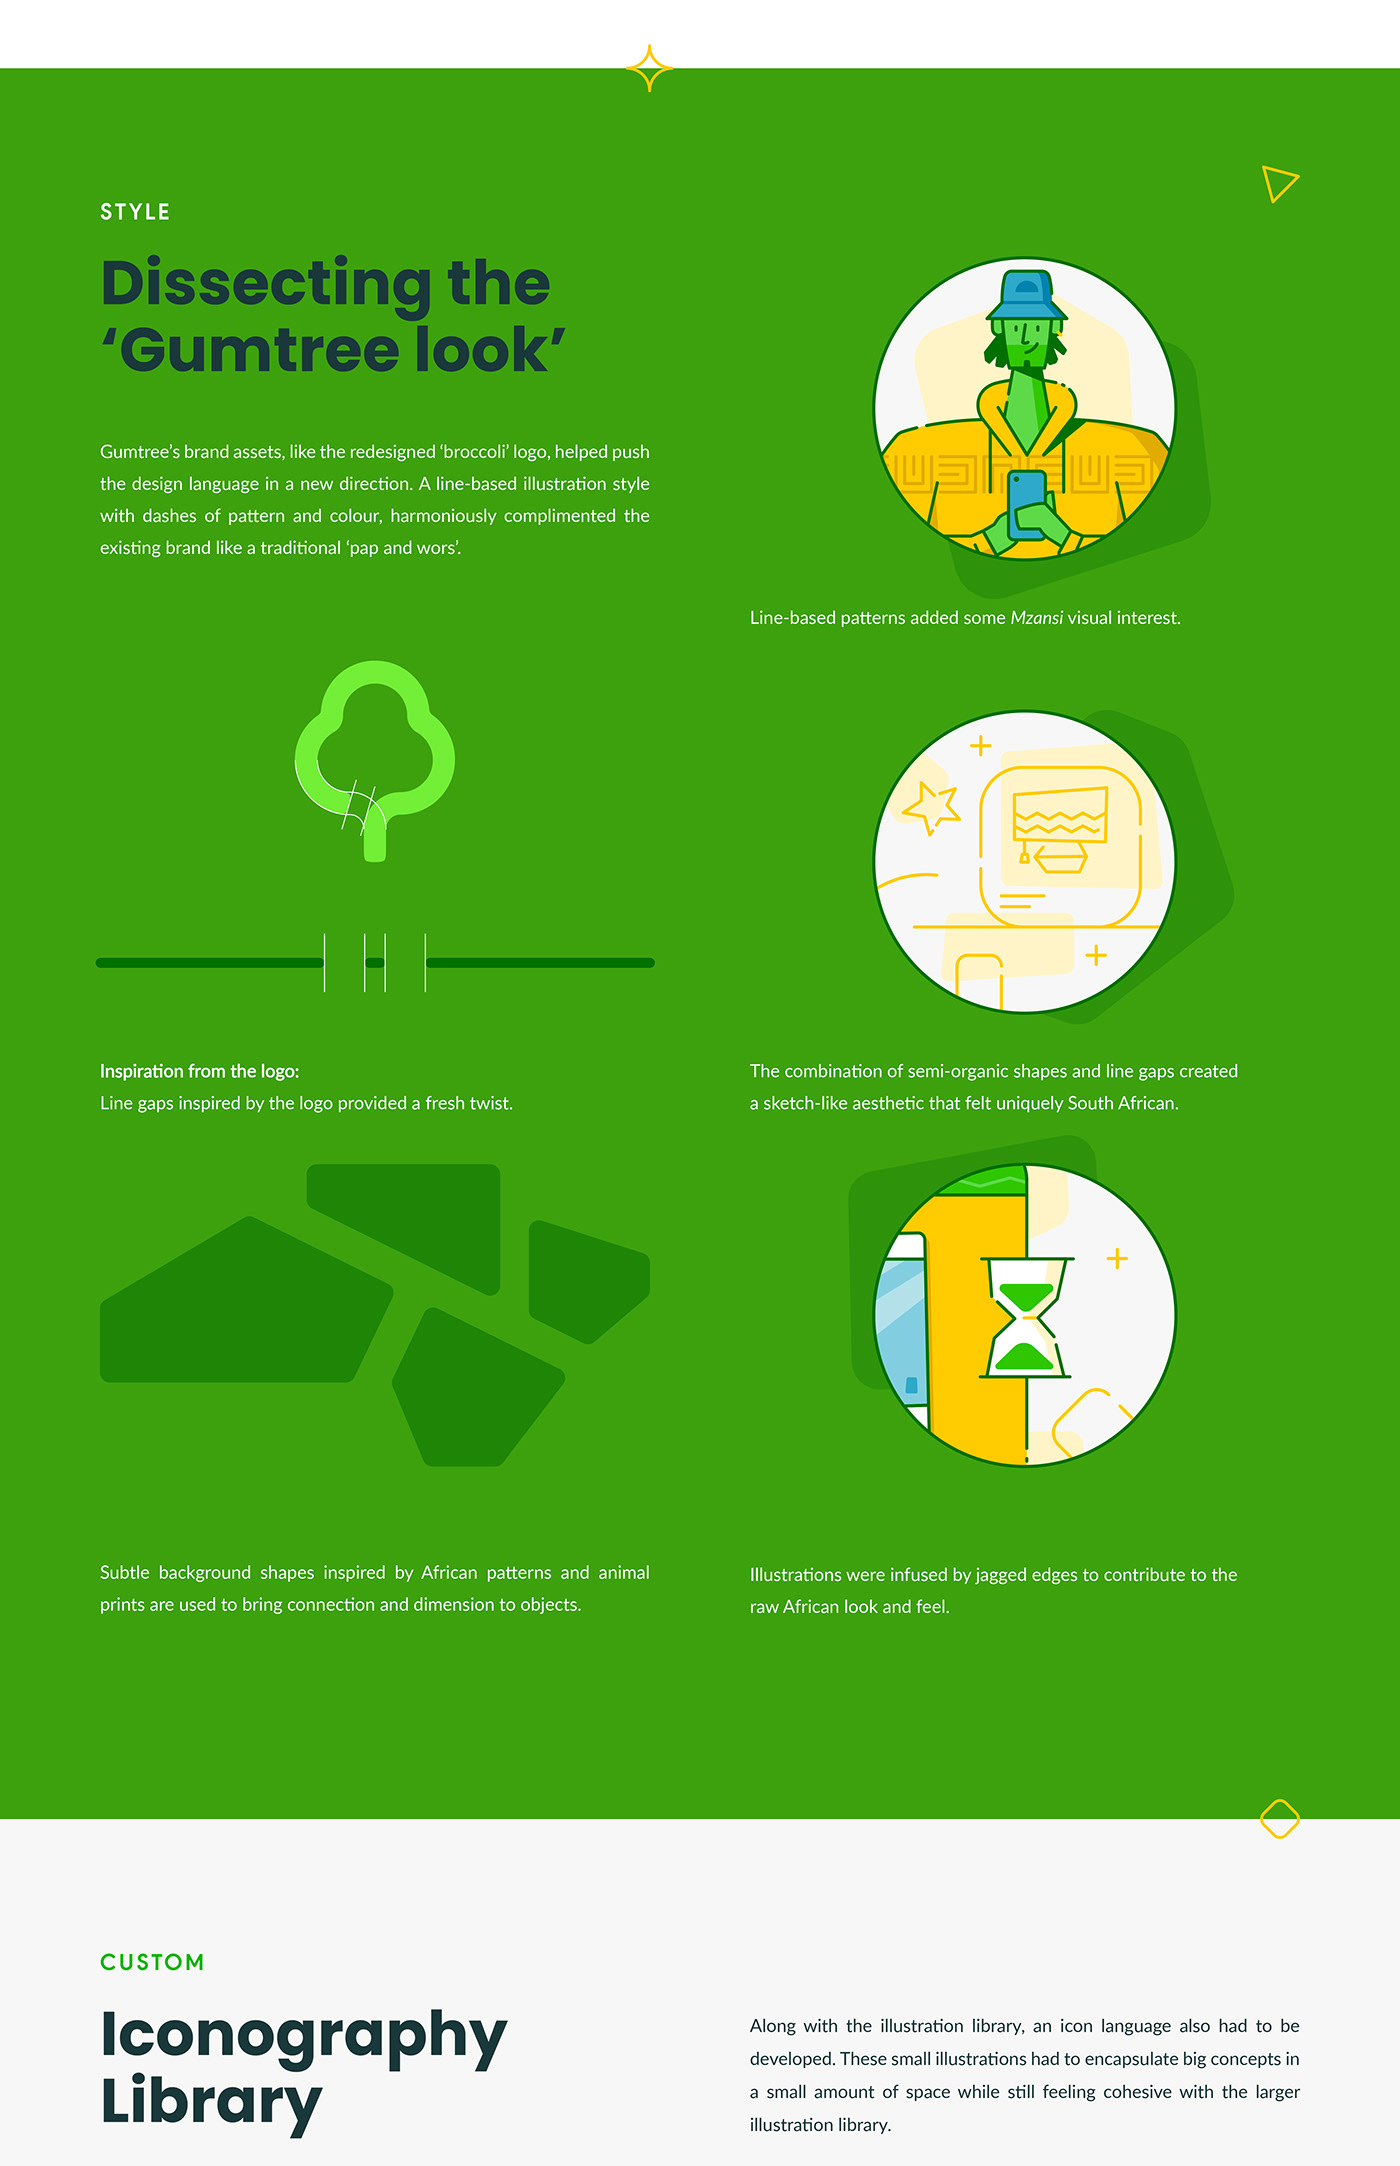 STYLE
Dissecting the
‘Gumtree look’
Gumtree’s brand assets, like the redesigned ‘broccoli’ logo, helped push
the design language in a new direction. A line-based illustration style
with dashes of pattern and colour, harmoniously complimented the
existing brand like a traditional ‘pap and wors’.
Line-based patterns added some Mzansi visual interest.
Inspiration from the logo:
Line gaps inspired by the logo provided a fresh twist.
The combination of semi-organic shapes and line gaps created
a sketch-like aesthetic that felt uniquely South African.
Subtle background shapes inspired by African patterns and animal
prints are used to bring connection and dimension to objects.
Illustrations were infused by jagged edges to contribute to the
raw African look and feel.
CUSTOM
Iconography
Library
Along with the illustration library, an icon language also had to be
developed. These small illustrations had to encapsulate big concepts in
a small amount of space while still feeling cohesive with the larger
illustration library.